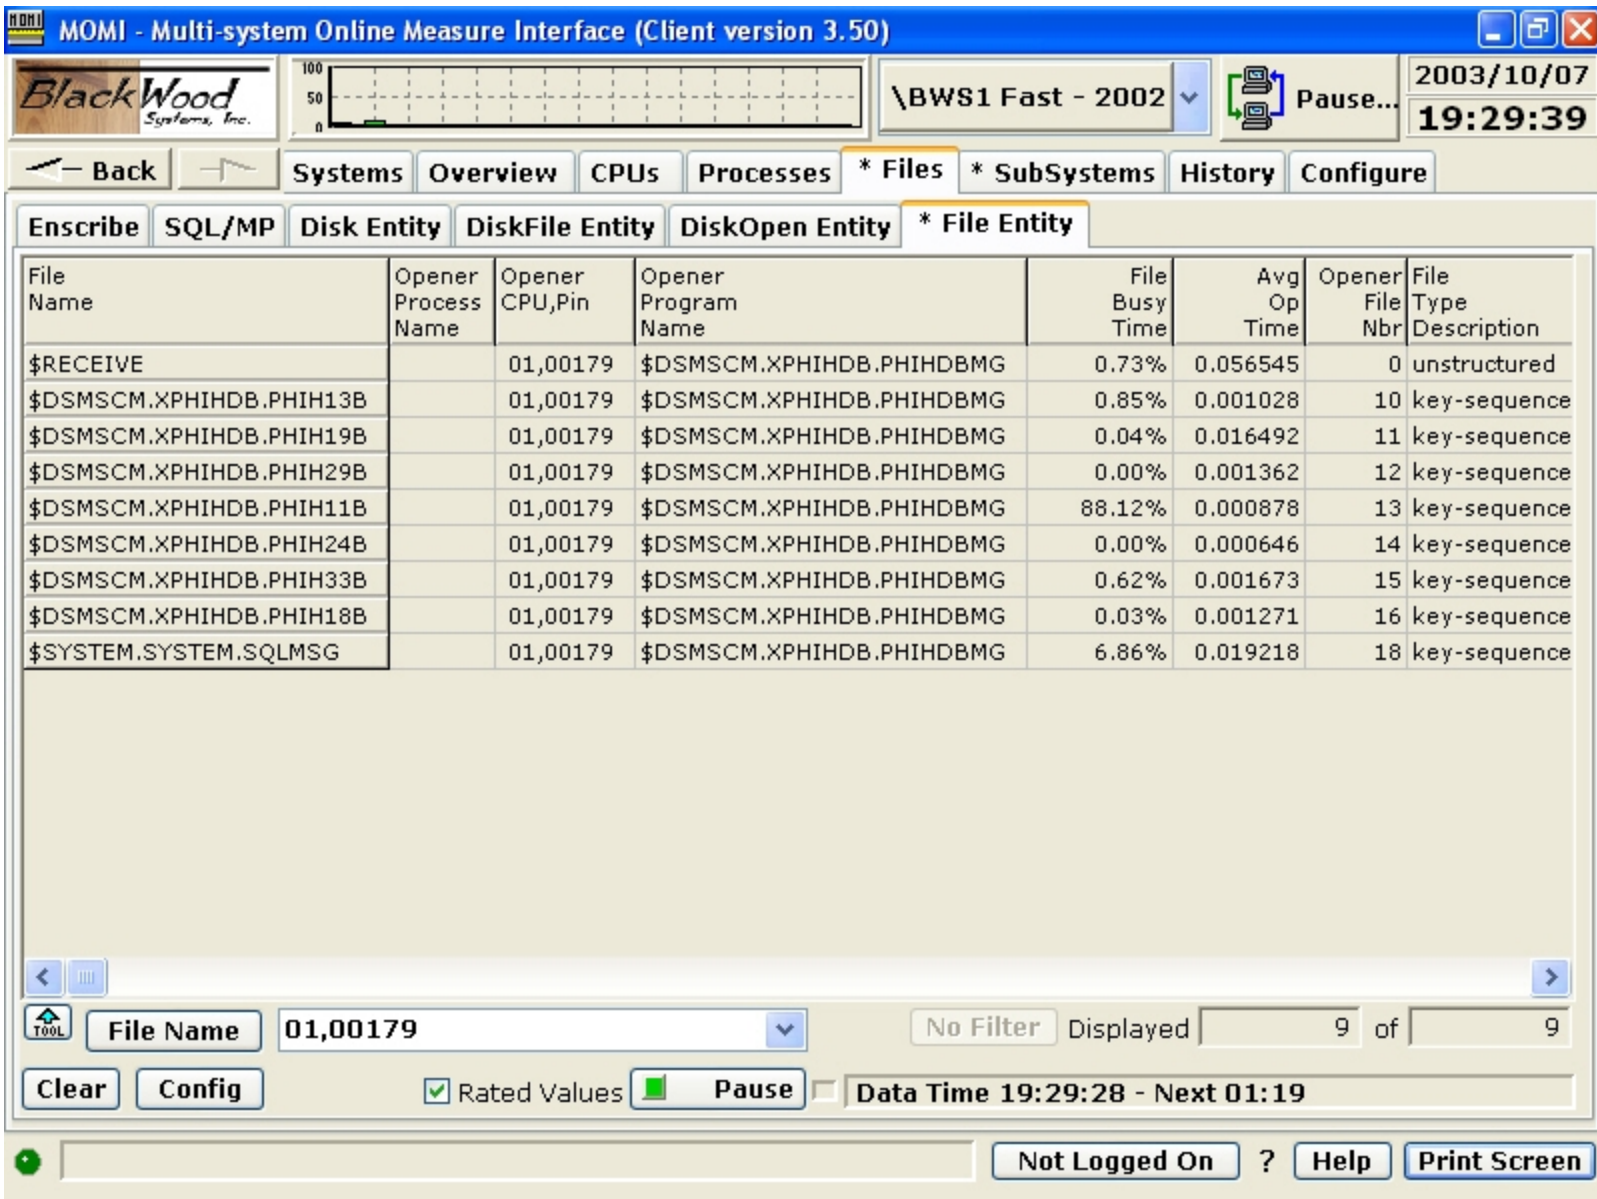 MOMI MOMI - Multi-system Online Measure Interface (Client version 3.50)
BlackWood
Systems, Inc.
100
50
0
\BWS1 Fast - 2002
Pause...
2003/10/07
19:29:39
Back Systems Overview CPUs Processes * Files * SubSystems History Configure
Enscribe SQL/MP Disk Entity DiskFile Entity DiskOpen Entity * File Entity
File Opener Opener Opener File Avg Opener File
Name Process CPU,Pin Program Busy Op File Type
Name Name Time Time Nbr Description
$RECEIVE 01,00179 $DSMSCM.XPHIHDB.PHIHDBMG 0.73% 0.056545 0 unstructured
$DSMSCM.XPHIHDB.PHIH13B 01,00179 $DSMSCM.XPHIHDB.PHIHDBMG 0.85% 0.001028 10 key-sequence
$DSMSCM.XPHIHDB.PHIH19B 01,00179 $DSMSCM.XPHIHDB.PHIHDBMG 0.04% 0.016492 11 key-sequence
$DSMSCM.XPHIHDB.PHIH29B 01,00179 $DSMSCM.XPHIHDB.PHIHDBMG 0.00% 0.001362 12 key-sequence
$DSMSCM.XPHIHDB.PHIH11B 01,00179 $DSMSCM.XPHIHDB.PHIHDBMG 88.12% 0.000878 13 key-sequence
$DSMSCM.XPHIHDB.PHIH24B 01,00179 $DSMSCM.XPHIHDB.PHIHDBMG 0.00% 0.000646 14 key-sequence
$DSMSCM.XPHIHDB.PHIH33B 01,00179 $DSMSCM.XPHIHDB.PHIHDBMG 0.62% 0.001673 15 key-sequence
$DSMSCM.XPHIHDB.PHIH18B 01,00179 $DSMSCM.XPHIHDB.PHIHDBMG 0.03% 0.001271 16 key-sequence
$SYSTEM.SYSTEM.SQLMSG 01,00179 $DSMSCM.XPHIHDB.PHIHDBMG 6.86% 0.019218 18 key-sequence
TOOL File Name 01,00179 No Filter Displayed 9 of 9
Clear Config Rated Values Pause Data Time 19:29:28 - Next 01:19
Not Logged On ? Help Print Screen